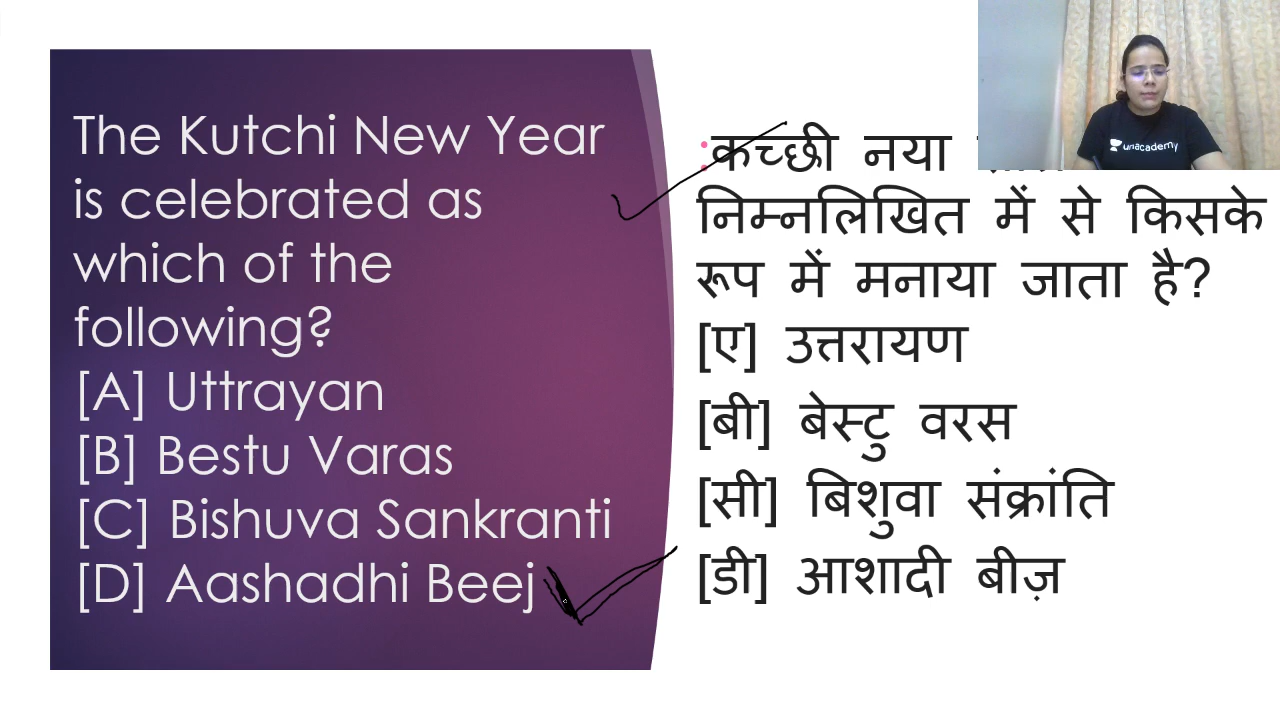 The Kutchi New Year
is celebrated as
which of the
following?
[A] Uttrayan
[B] Bestu Varas
[C] Bishuva Sankranti
[D] Aashadhi Beej
:कच्छी नया
निम्नलिखित में से किसके
रूप में मनाया जाता है?
[ए] उत्तरायण
[बी] बेस्टु वरस
[सी] बिशुवा संक्रांति
[डी] आशादी बीज़
unacademy